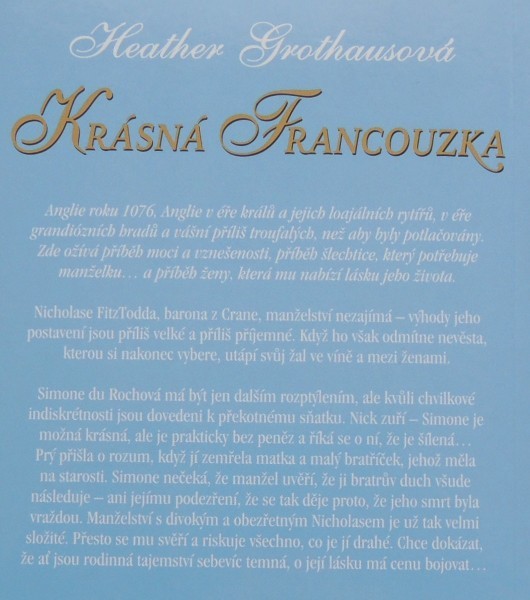 Heather Grothausová
Krásná Francouzka
Anglie roku 1076. Anglie v éře králů a jejich loajálních rytířů, v éře
grandiózních hradů a vášní příliš troufalých, než aby byly potlačovány.
Zde ožívá příběh moci a vznešenosti, příběh šlechtice, který potřebuje
manželku... a příběh ženy, která mu nabízí lásku jeho života.
Nicholase FitzTodda, barona z Crane, manželství nezajímá – výhody jeho
postavení jsou příliš velké a příliš příjemné. Když ho však odmítne nevěsta,
kterou si nakonec vybere, utápí svůj žal ve víně a mezi ženami.
Simone du Rochová má být jen dalším rozptýlením, ale kvůli chvilkové
indiskrétnosti jsou dovedeni k překotnému sňatku. Nick zuří – Simone je
možná krásná, ale je prakticky bez peněz a říká se o ní, že je šílená...
Prý přišla o rozum, když jí zemřela matka a malý bratříček, jehož měla
na starosti. Simone nečeká, že manžel uvěří, že ji bratrův duch všude
následuje – ani jejímu podezření, že se tak děje proto, že jeho smrt byla
vraždou. Manželství s divokým a obezřetným Nicholasem je už tak velmi
složité. Přesto se mu svěří a riskuje všechno, co je jí drahé. Chce dokázat,
že ať jsou rodinná tajemství sebevíc temná, o její lásku má cenu bojovat...